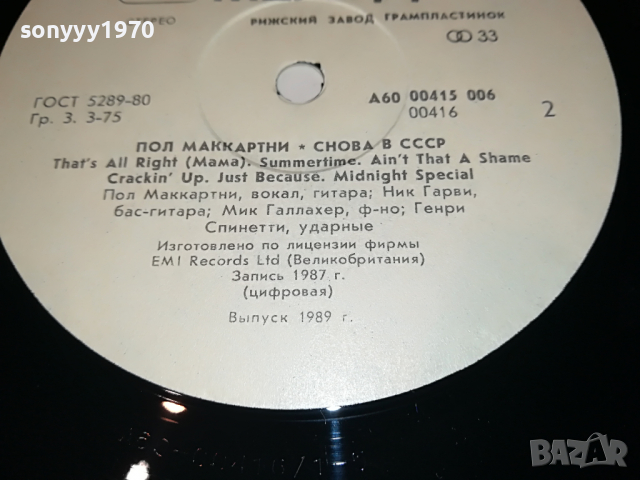 sonyyy1970
СТЕРЕО
РИЖСКИЙ ЗАВОД ГРАМПЛАСТИНОК
33
ГОСТ 5289-80
Гр. 3. 3-75
А60 00415 006
00416
2
ПОЛ МАККАРТНИ ★ СНОВА В СССР
That's All Right (Мама). Summertime. Ain't That A Shame
Crackin' Up. Just Because. Midnight Special
Пол Маккартни, вокал, гитара; Ник Гарви,
бас-гитара; Мик Галлахер, ф-но; Генри
Спинетти, ударные
Изготовлено по лицензии фирмы
EMI Records Ltd (Великобритания)
Запись 1987 г.
(цифровая)
Выпуск 1989 г.
BAZAR